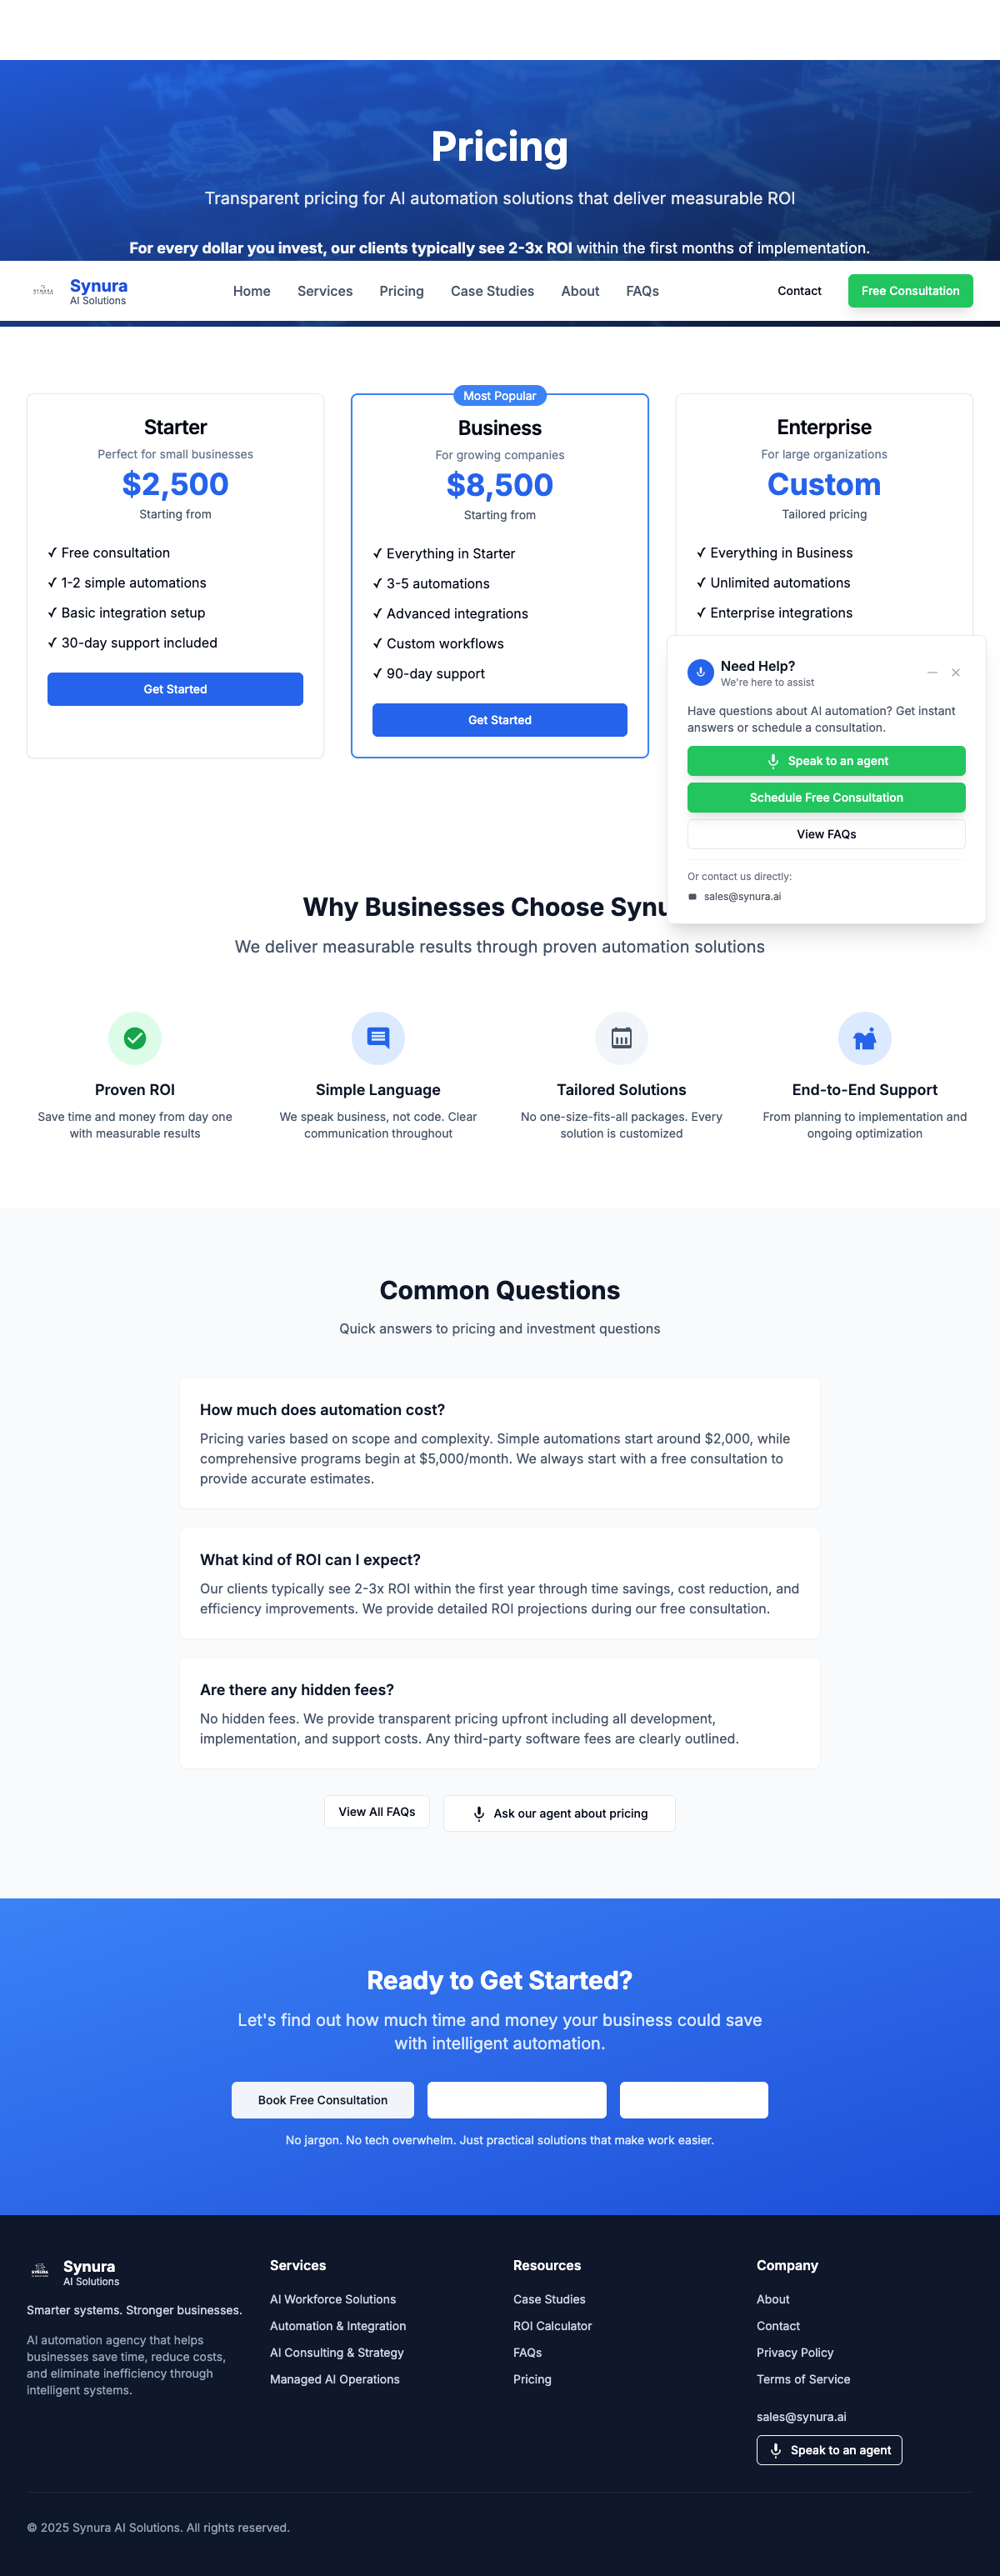 Pricing
Transparent pricing for AI automation solutions that deliver measurable ROI
For every dollar you invest, our clients typically see 2-3x ROI within the first months of implementation.
Synura
AI Solutions
Home
Services
Pricing
Case Studies
About
FAQs
Contact
Free Consultation
Starter
Perfect for small businesses
$2,500
Starting from
✓ Free consultation
✓ 1-2 simple automations
✓ Basic integration setup
✓ 30-day support included
Get Started
Most Popular
Business
For growing companies
$8,500
Starting from
✓ Everything in Starter
✓ 3-5 automations
✓ Advanced integrations
✓ Custom workflows
✓ 90-day support
Get Started
Enterprise
For large organizations
Custom
Tailored pricing
✓ Everything in Business
✓ Unlimited automations
✓ Enterprise integrations
Need Help?
We're here to assist
Have questions about AI automation? Get instant
answers or schedule a consultation.
Speak to an agent
Schedule Free Consultation
View FAQs
Or contact us directly:
sales@synura.ai
Why Businesses Choose Synu
We deliver measurable results through proven automation solutions
Proven ROI
Save time and money from day one
with measurable results
Simple Language
We speak business, not code. Clear
communication throughout
Tailored Solutions
No one-size-fits-all packages. Every
solution is customized
End-to-End Support
From planning to implementation and
ongoing optimization
Common Questions
Quick answers to pricing and investment questions
How much does automation cost?
Pricing varies based on scope and complexity. Simple automations start around $2,000, while
comprehensive programs begin at $5,000/month. We always start with a free consultation to
provide accurate estimates.
What kind of ROI can I expect?
Our clients typically see 2-3x ROI within the first year through time savings, cost reduction, and
efficiency improvements. We provide detailed ROI projections during our free consultation.
Are there any hidden fees?
No hidden fees. We provide transparent pricing upfront including all development,
implementation, and support costs. Any third-party software fees are clearly outlined.
View All FAQs
Ask our agent about pricing
Ready to Get Started?
Let's find out how much time and money your business could save
with intelligent automation.
Book Free Consultation
No jargon. No tech overwhelm. Just practical solutions that make work easier.
Synura
AI Solutions
Smarter systems. Stronger businesses.
AI automation agency that helps
businesses save time, reduce costs,
and eliminate inefficiency through
intelligent systems.
Services
AI Workforce Solutions
Automation & Integration
AI Consulting & Strategy
Managed AI Operations
Resources
Case Studies
ROI Calculator
FAQs
Pricing
Company
About
Contact
Privacy Policy
Terms of Service
sales@synura.ai
Speak to an agent
© 2025 Synura AI Solutions. All rights reserved.